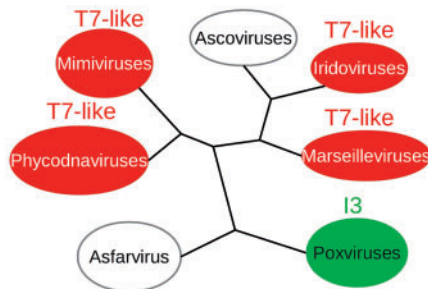 T7-like
Mimiviruses
Ascoviruses
T7-like
Iridoviruses
T7-like
Phycodnaviruses
T7-like
Marseilleviruses
I3
Asfarvirus
Poxviruses